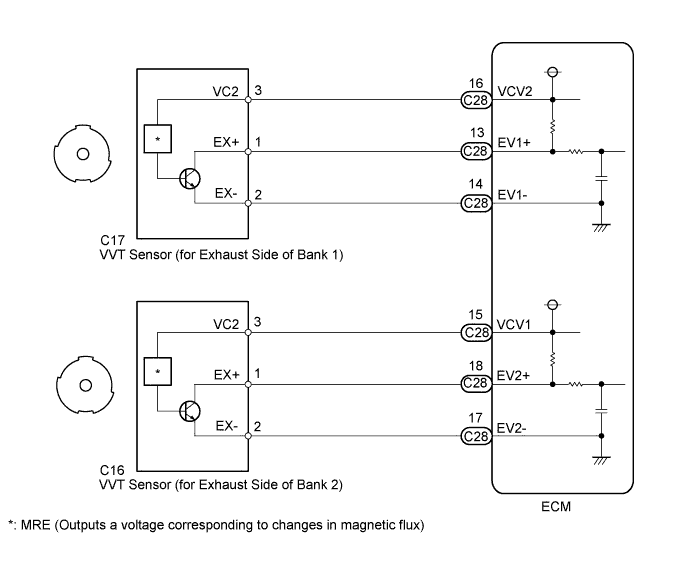 VC2 3 16 C28 VCV2
*
EX+ 1 13 C28 EV1+
EX- 2 14 C28 EV1-
C17
VVT Sensor (for Exhaust Side of Bank 1)
VC2 3 15 C28 VCV1
*
EX+ 1 18 C28 EV2+
EX- 2 17 C28 EV2-
C16
VVT Sensor (for Exhaust Side of Bank 2)
ECM
*: MRE (Outputs a voltage corresponding to changes in magnetic flux)